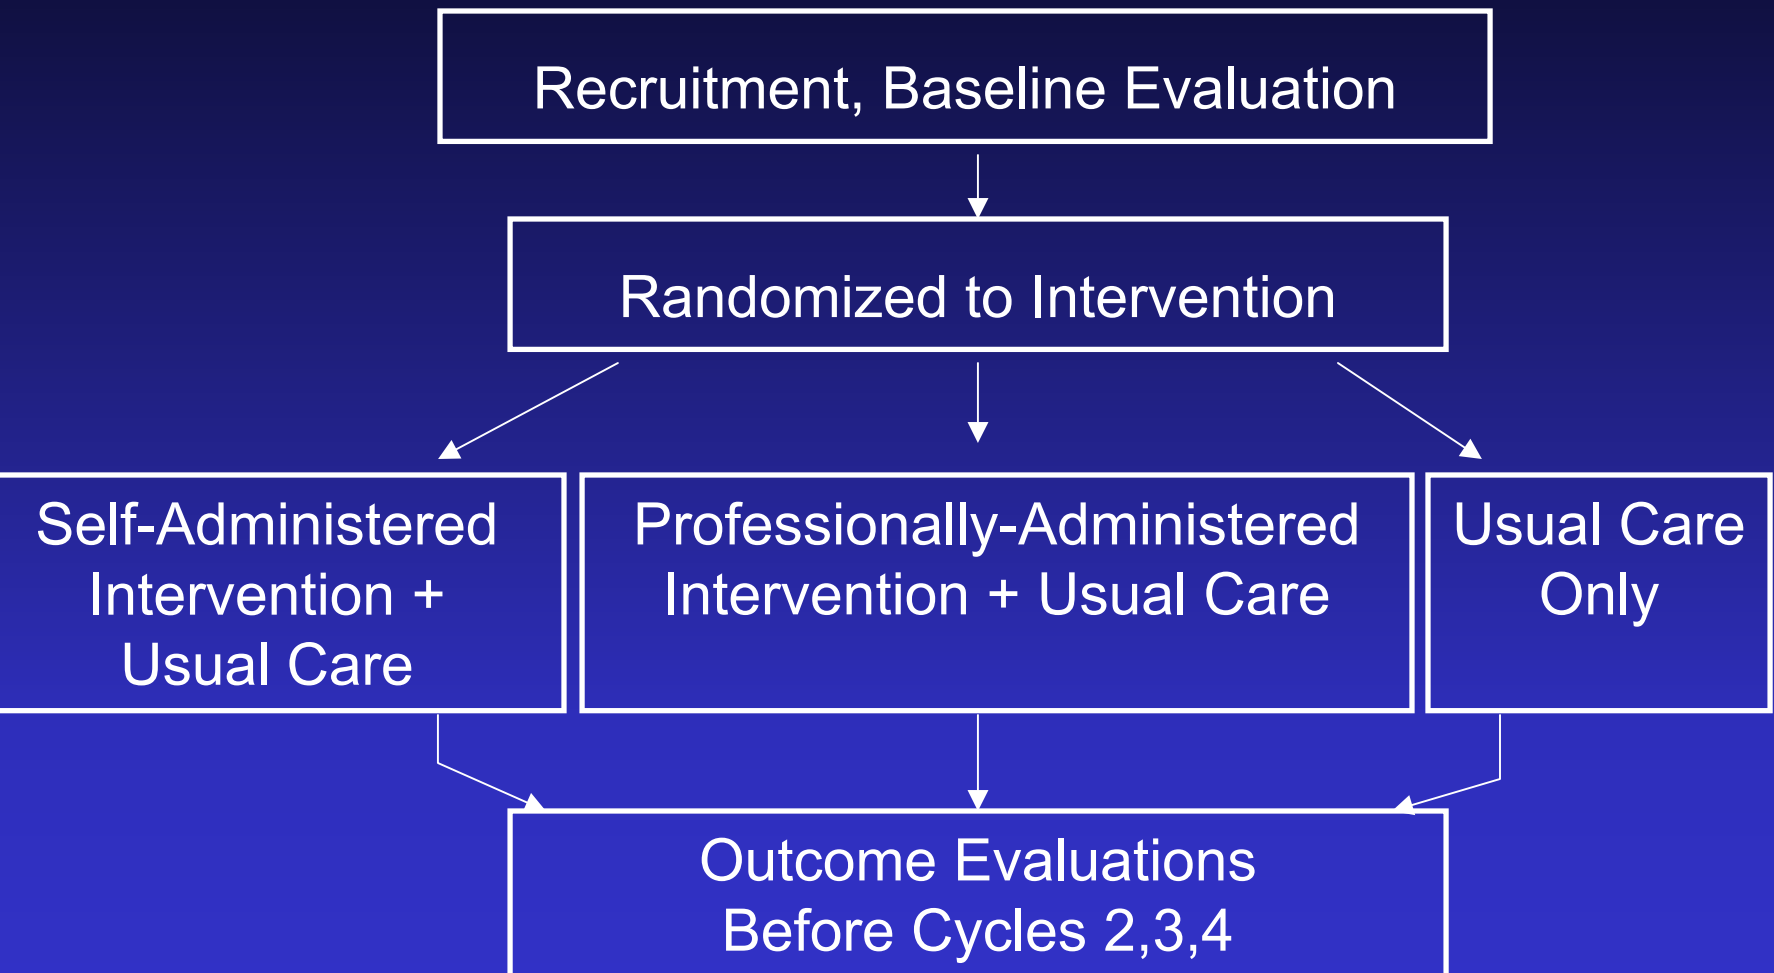 Recruitment, Baseline Evaluation
Randomized to Intervention
Self-Administered
Intervention +
Usual Care
Professionally-Administered
Intervention + Usual Care
Usual Care
Only
Outcome Evaluations
Before Cycles 2,3,4